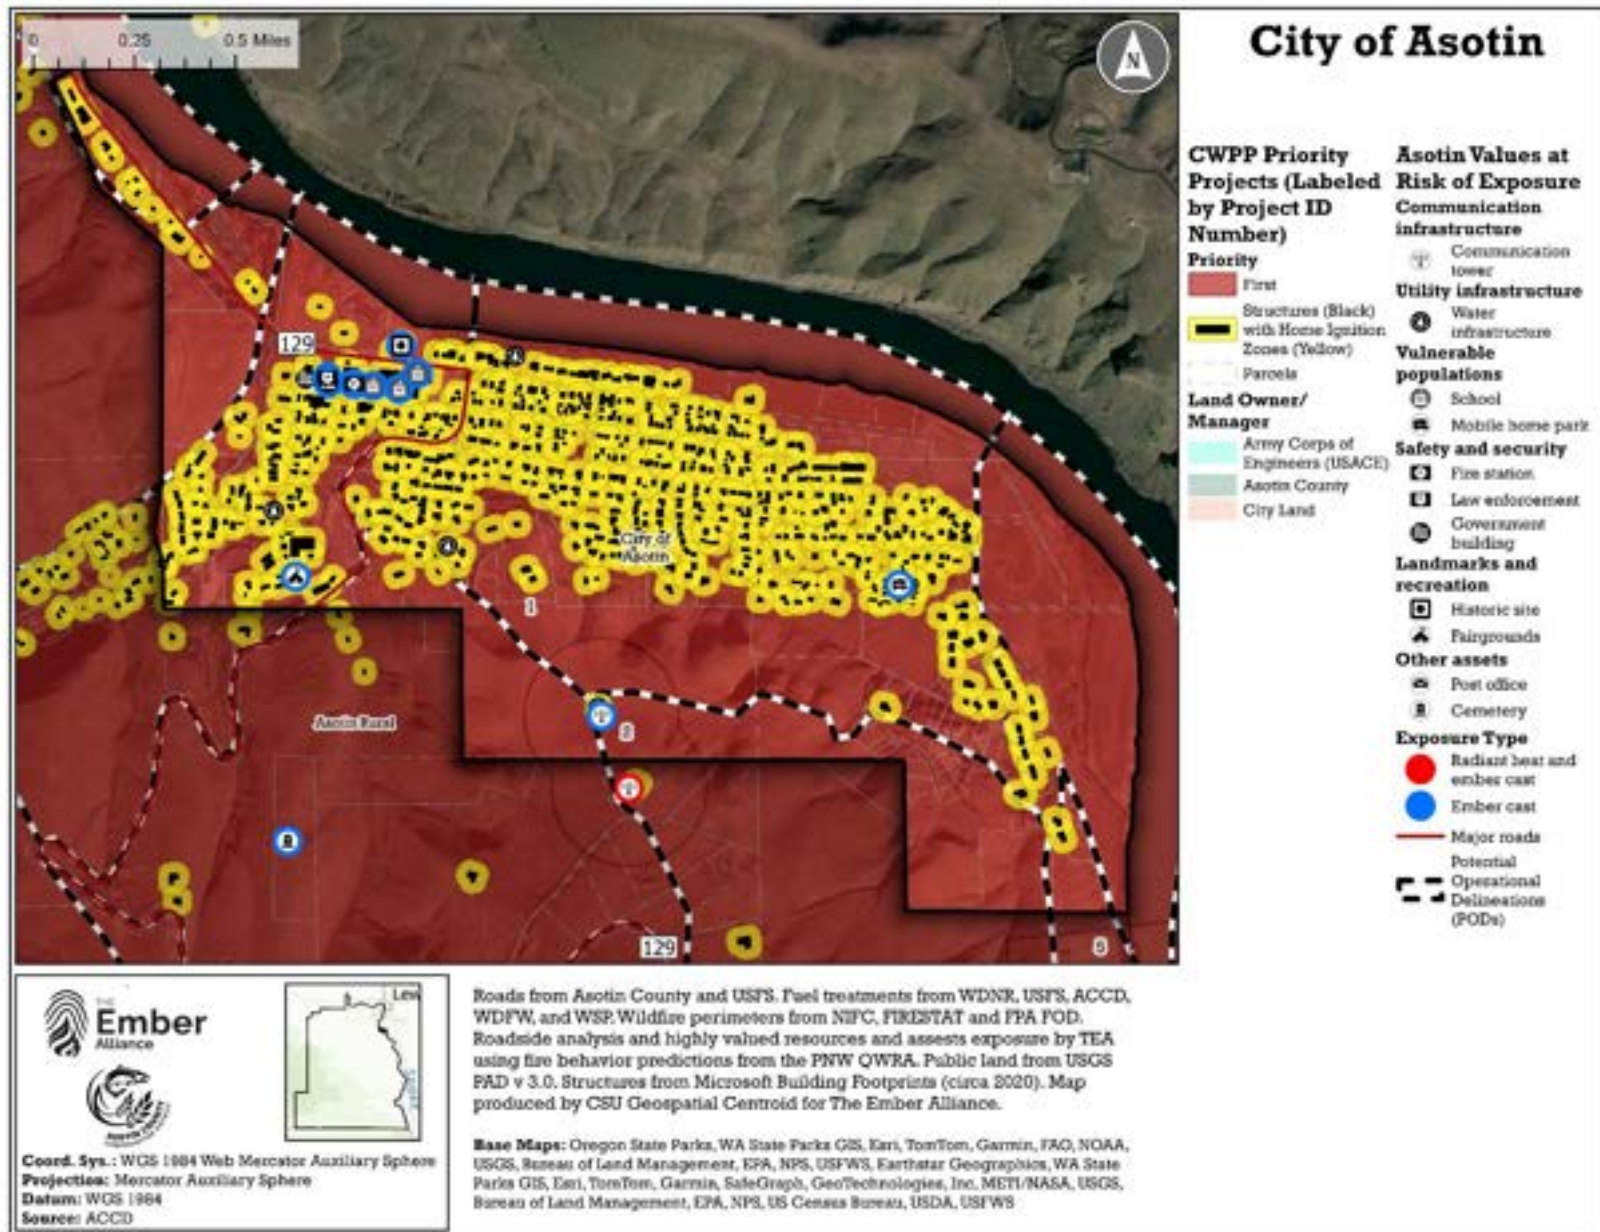 0 0.25 0.5 Miles
N
129
City of
Asotin
1
2
Asotin Rural
129
6
City of Asotin
CWPP Priority
Projects (Labeled
by Project ID
Number)
Priority
First
Structures (Black)
with Home Ignition
Zones (Yellow)
Parcels
Land Owner/
Manager
Army Corps of
Engineers (USACE)
Asotin County
City Land
Asotin Values at
Risk of Exposure
Communication
infrastructure
Communication
tower
Utility infrastructure
Water
infrastructure
Vulnerable
populations
School
Mobile home park
Safety and security
Fire station
Law enforcement
Government
building
Landmarks and
recreation
Historic site
Fairgrounds
Other assets
Post office
Cemetery
Exposure Type
Radiant heat and
ember cast
Ember cast
Major roads
Potential
Operational
Delineations
(PODs)
THE
Ember
Alliance
Lew
Coord. Sys.: WGS 1984 Web Mercator Auxiliary Sphere
Projection: Mercator Auxiliary Sphere
Datum: WGS 1984
Source: ACCD
Roads from Asotin County and USFS. Fuel treatments from WDNR, USFS, ACCD,
WDFW, and WSP. Wildfire perimeters from NIFC, FIRESTAT and FPA FOD.
Roadside analysis and highly valued resources and assests exposure by TEA
using fire behavior predictions from the PNW QWRA. Public land from USGS
PAD v 3.0. Structures from Microsoft Building Footprints (circa 2020). Map
produced by CSU Geospatial Centroid for The Ember Alliance.
Base Maps: Oregon State Parks, WA State Parks GIS, Esri, TomTom, Garmin, FAO, NOAA,
USGS, Bureau of Land Management, EPA, NPS, USFWS, Earthstar Geographics, WA State
Parks GIS, Esri, TomTom, Garmin, SafeGraph, GeoTechnologies, Inc, METI/NASA, USGS,
Bureau of Land Management, EPA, NPS, US Census Bureau, USDA, USFWS